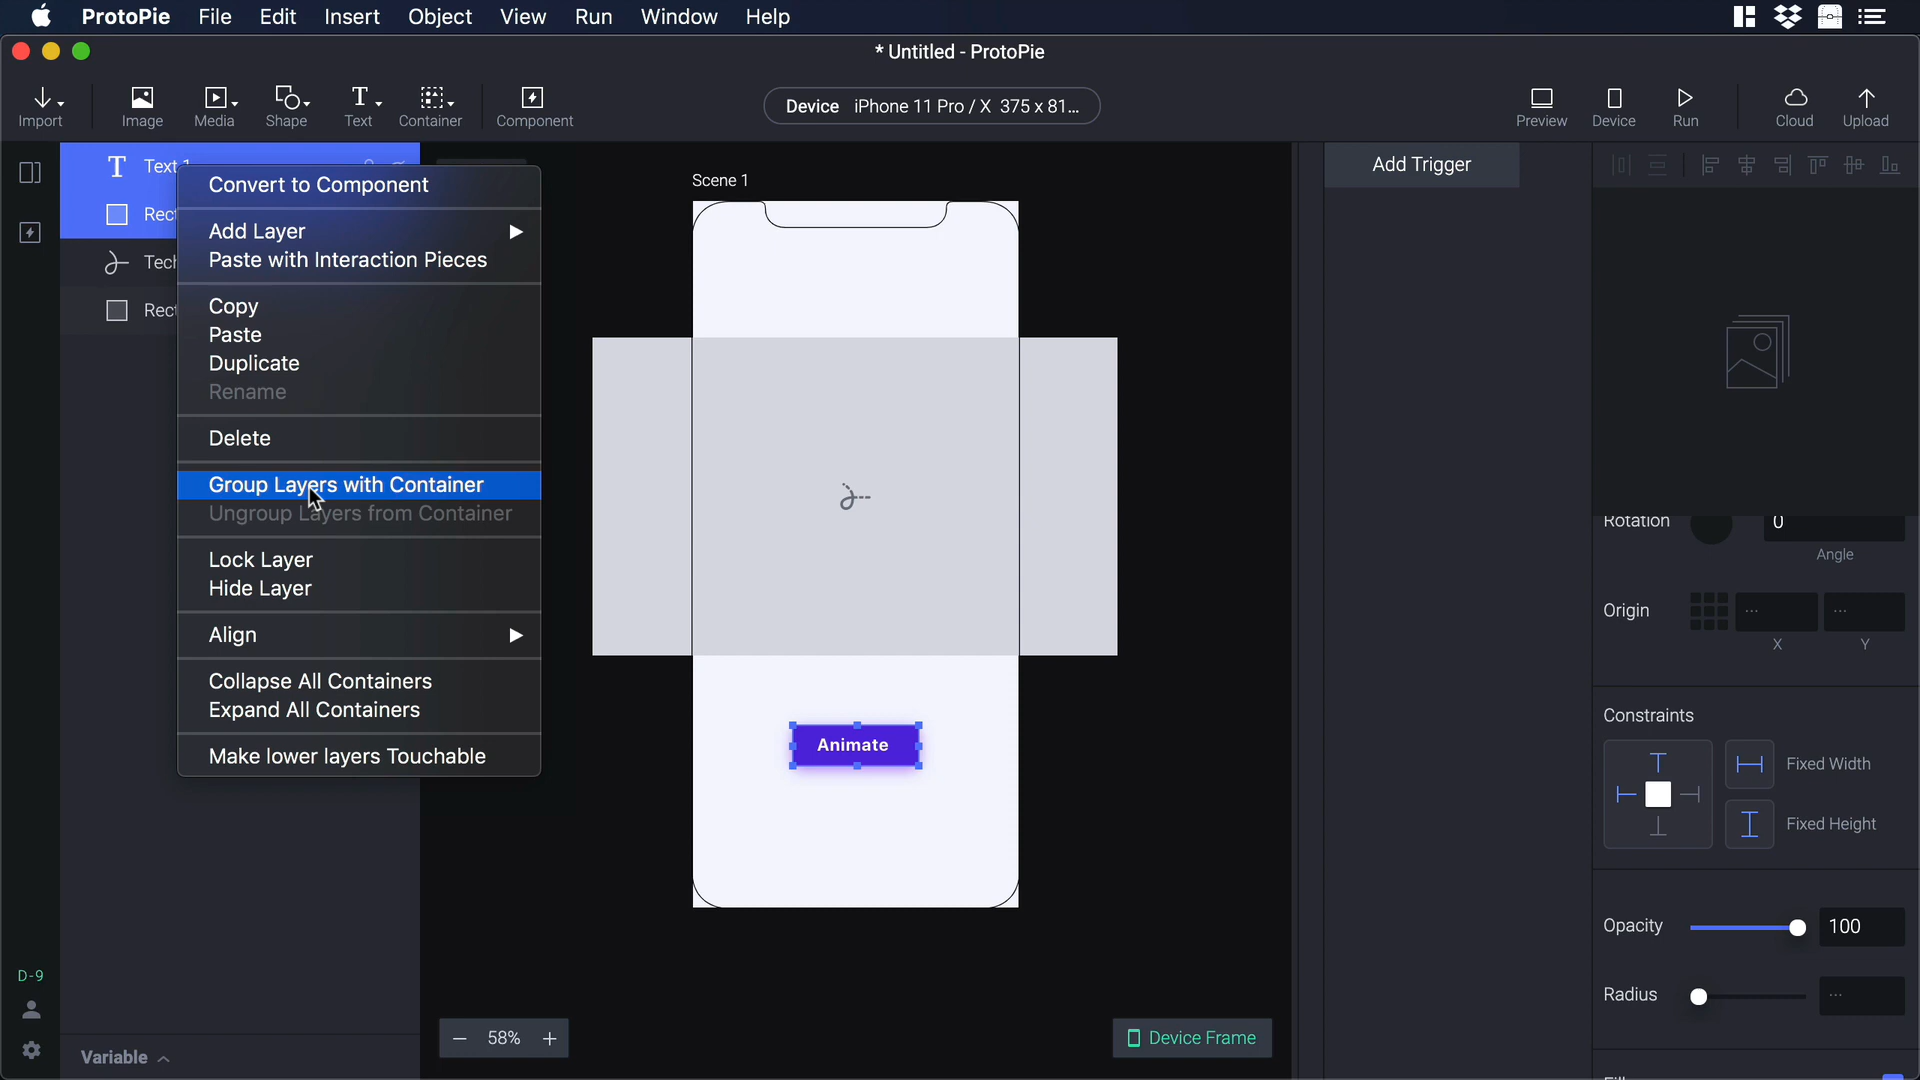 ProtoPie File Edit Insert Object View Run Window Help
* Untitled - ProtoPie
Import Image Media Shape Text Container Component
Device iPhone 11 Pro / X 375 x 81...
Preview Device Run Cloud Upload
Text 1
Rect
Tech
Rect
Convert to Component
Add Layer
Paste with Interaction Pieces
Copy
Paste
Duplicate
Rename
Delete
Group Layers with Container
Ungroup Layers from Container
Lock Layer
Hide Layer
Align
Collapse All Containers
Expand All Containers
Make lower layers Touchable
D-9
Variable
Scene 1
Animate
58%
Device Frame
Add Trigger
Rotation 0
Angle
Origin ... ...
X Y
Constraints
Fixed Width
Fixed Height
Opacity 100
Radius ...